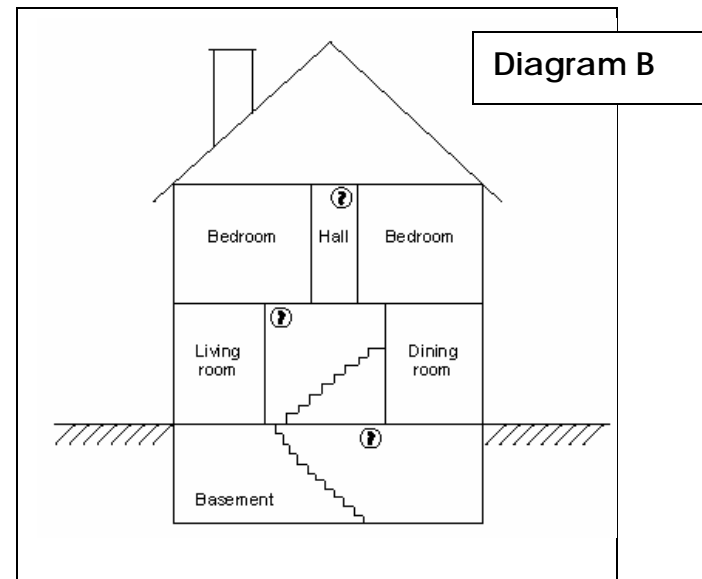 Diagram B
Bedroom
Hall
Bedroom
Living
room
Dining
room
Basement